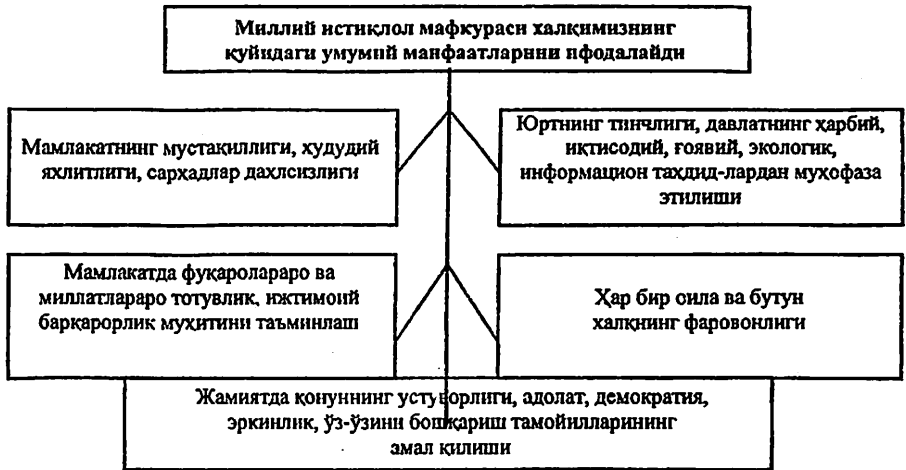 Миллий истиқлол мафкураси халқимизнинг
қуйидаги умумий манфаатларини ифодалайди
Мамлакатнинг мустақиллиги, худудий
яхлитлиги, сарҳадлар дахлсизлиги
Юртнинг тинчлиги, давлатнинг ҳарбий,
иқтисодий, ғоявий, экологик,
информацион таҳдид-лардан муҳофаза
этилиши
Мамлакатда фуқаролараро ва
миллатлараро тотувлик, ижтимоий
барқарорлик муҳитини таъминлаш
Ҳар бир оила ва бутун
халқнинг фаровонлиги
Жамиятда қонуннинг устуворлиги, адолат, демократия,
эркинлик, ўз-ўзини бошқариш тамойилларининг
амал қилиши